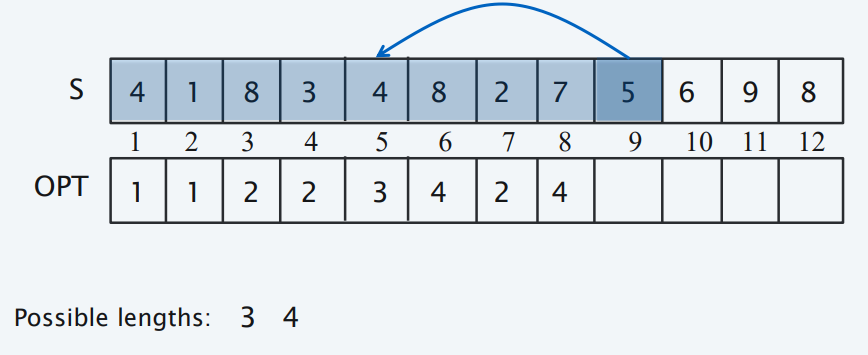 S 4 1 8 3 4 8 2 7 5 6 9 8
1 2 3 4 5 6 7 8 9 10 11 12
OPT 1 1 2 2 3 4 2 4
Possible lengths: 3 4